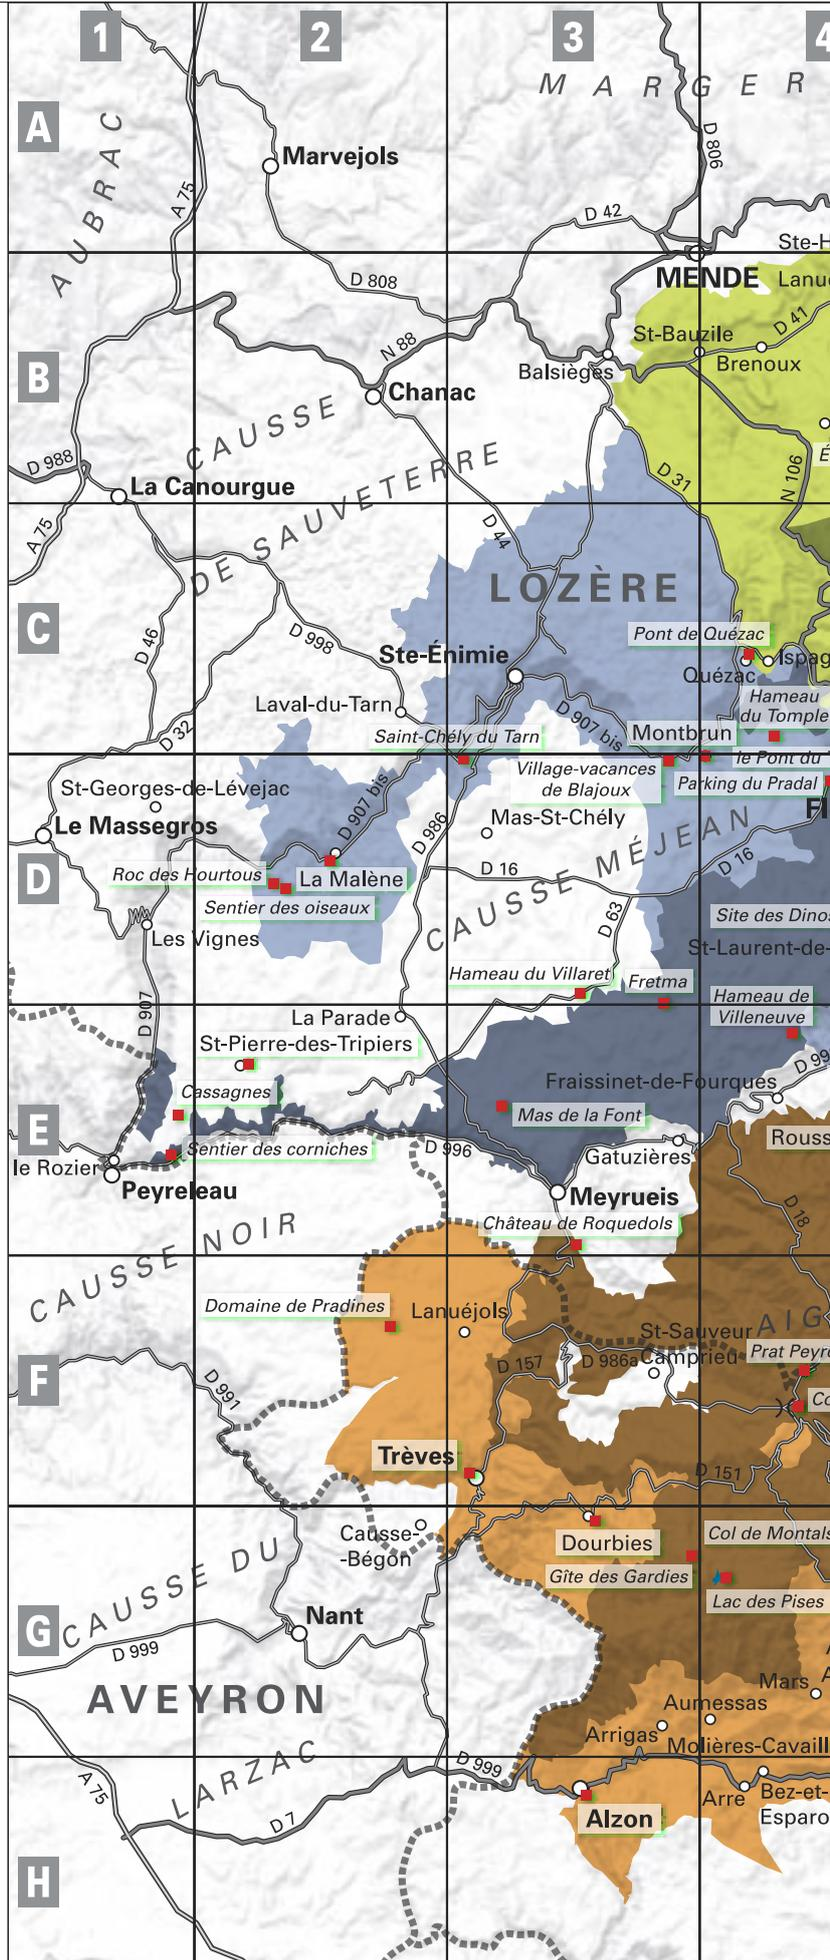 1
2
3
4
MARGER
A
AUBRAC
Marvejols
A 75
D 806
D 42
Ste-H
MENDE
Lanue
D 808
St-Bauzile
D 41
N 88
Balsièges
Brenoux
B
Chanac
É
CAUSSE
D 988
La Canourgue
D 31
N 106
DE SAUVETERRE
A 75
D 44
LOZÈRE
C
Pont de Quézac
D 46
D 998
Ste-Énimie
Quézac
Ispag
Laval-du-Tarn
Hameau
du Temple
D 32
D 907 bis
Saint-Chély du Tarn
Montbrun
le Pont du
Village-vacances
de Blajoux
Parking du Pradal
St-Georges-de-Lévejac
D 907 bis
D 986
Mas-St-Chély
Fl
Le Massegros
CAUSSE MÉJEAN
D 16
D 16
D
Roc des Hourtous
La Malène
Sentier des oiseaux
D 63
Site des Dinos
Les Vignes
St-Laurent-de-
Hameau du Villaret
Fretma
Hameau de
Villeneuve
D 907
La Parade
St-Pierre-des-Tripiers
D 99
Fraissinet-de-Fourques
Cassagnes
Mas de la Font
E
Rouss
Sentier des corniches
D 996
Gatuzières
le Rozier
Peyreleau
Meyrueis
D 18
Château de Roquedols
CAUSSE NOIR
Domaine de Pradines
Lanuéjols
AIG
St-Sauveur
Camprieu
Prat Peyro
F
D 157
D 986a
D 991
Co
Trèves
D 151
Causse-
-Bégon
Dourbies
Col de Montals
Gîte des Gardies
CAUSSE DU
LARZAC
G
Lac des Pises
Nant
D 999
AVEYRON
Mars
A
Aumessas
Arrigas
Molières-Cavaill
D 999
A 75
Arre
Bez-et-
Esparo
D 7
Alzon
H